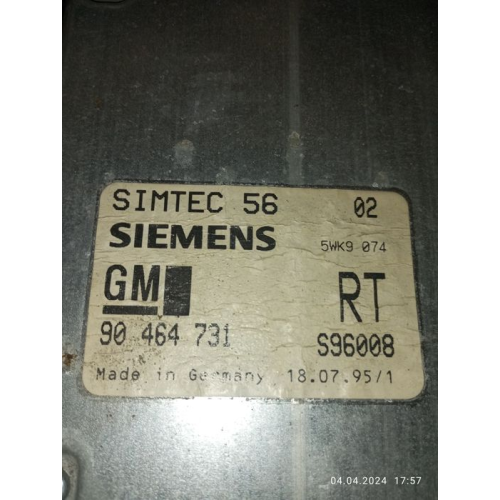 SIMTEC 56 02
SIEMENS 5WK9 074
GM RT
90 464 731 S96008
Made in Germany 18.07.95/1
04.04.2024 17:57